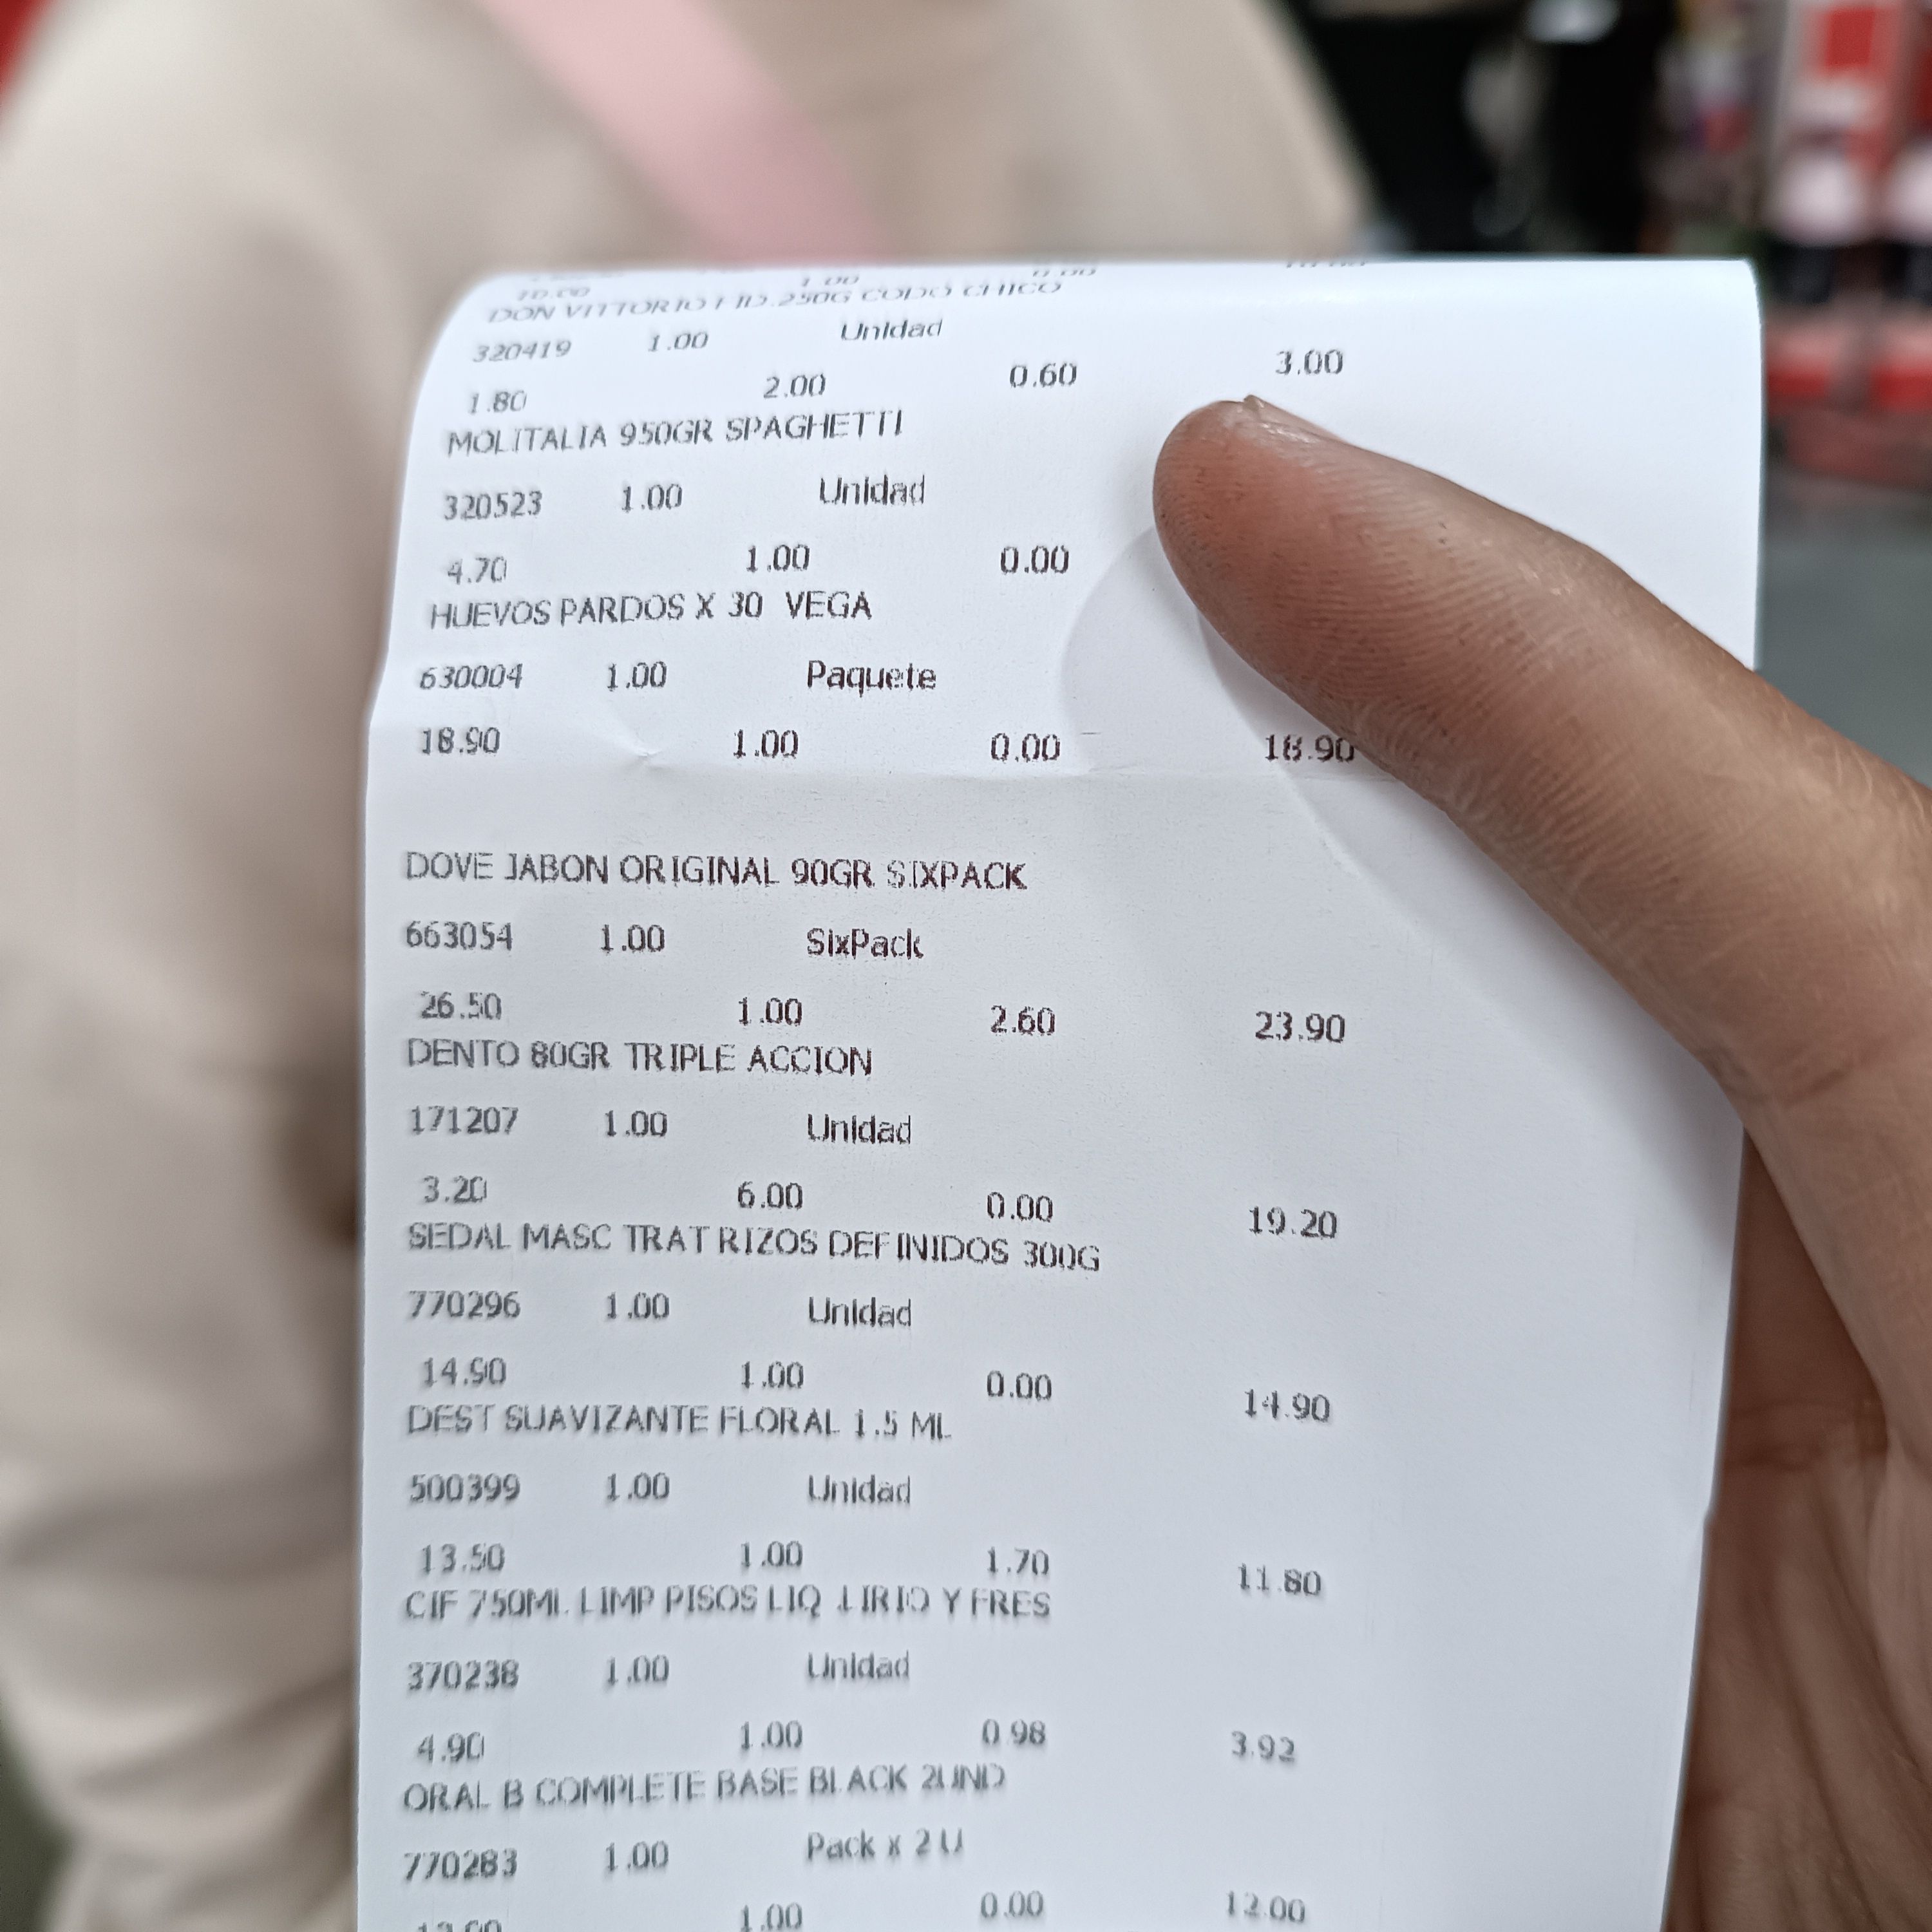 10.00 1.00 0.00
DON VITTORIO FID.250G CODO CHICO
320419 1.00 Unidad
1.80 2.00 0.60 3.00
MOLITALIA 950GR SPAGHETTI
320523 1.00 Unidad
4.70 1.00 0.00
HUEVOS PARDOS X 30 VEGA
630004 1.00 Paquete
18.90 1.00 0.00 18.90
DOVE JABON ORIGINAL 90GR SIXPACK
663054 1.00 SixPack
26.50 1.00 2.60 23.90
DENTO 80GR TRIPLE ACCION
171207 1.00 Unidad
3.20 6.00 0.00 19.20
SEDAL MASC TRAT RIZOS DEFINIDOS 300G
770296 1.00 Unidad
14.90 1.00 0.00 14.90
DEST SUAVIZANTE FLORAL 1.5 ML
500399 1.00 Unidad
13.50 1.00 1.70 11.80
CIF 750ML LIMP PISOS LIQ LIRIO Y FRES
370238 1.00 Unidad
4.90 1.00 0.98 3.92
ORAL B COMPLETE BASE BLACK 2UND
770283 1.00 Pack x 2 U
1.00 0.00 12.00